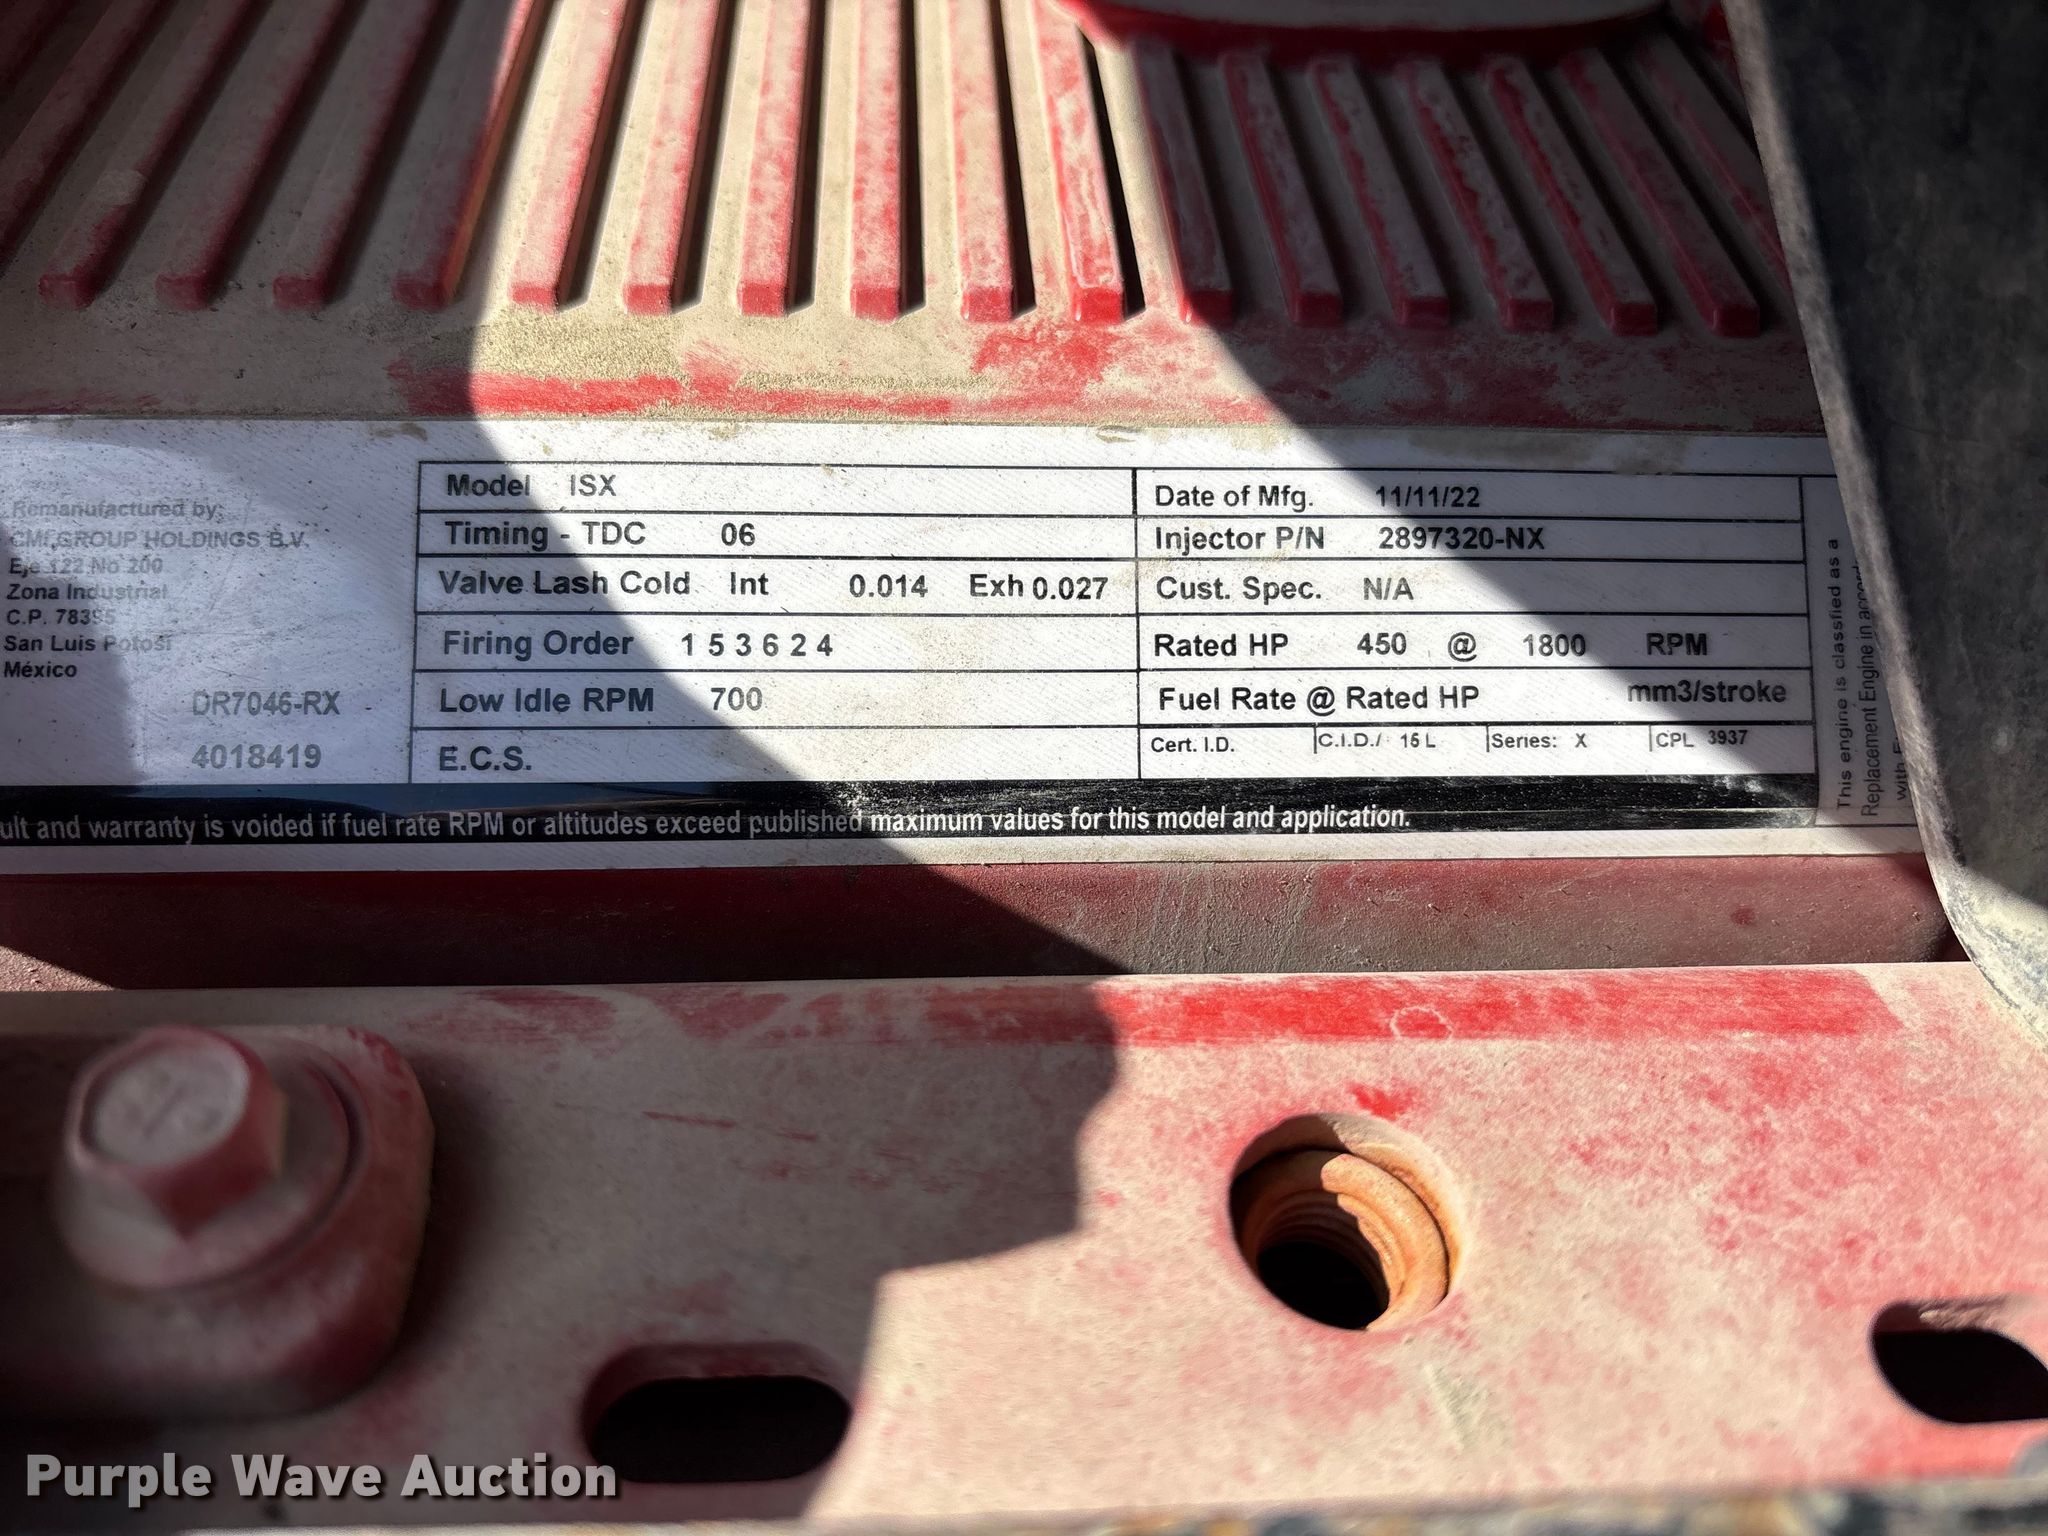 Remanufactured by:
CMI GROUP HOLDINGS B.V.
Eje 122 No 200
Zona Industrial
C.P. 78395
San Luis Potosí
México
DR7046-RX
4018419
Model ISX
Timing - TDC 06
Valve Lash Cold Int 0.014 Exh 0.027
Firing Order 1 5 3 6 2 4
Low Idle RPM 700
E.C.S.
Date of Mfg. 11/11/22
Injector P/N 2897320-NX
Cust. Spec. N/A
Rated HP 450 @ 1800 RPM
Fuel Rate @ Rated HP mm3/stroke
Cert. I.D. C.I.D./ 15 L Series: X CPL 3937
ult and warranty is voided if fuel rate RPM or altitudes exceed published maximum values for this model and application.
This engine is classified as a
Replacement Engine in accord
with
Purple Wave Auction